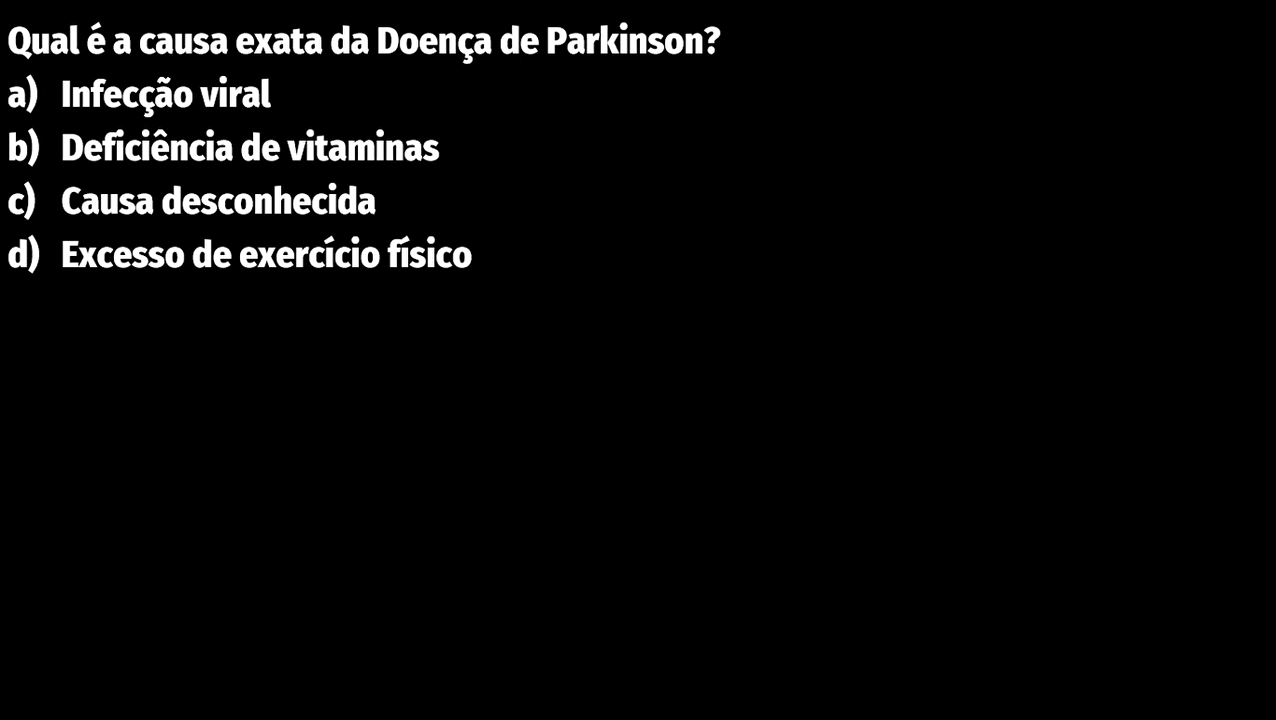 Qual é a causa exata da Doença de Parkinson?
a) Infecção viral
b) Deficiência de vitaminas
c) Causa desconhecida
d) Excesso de exercício físico